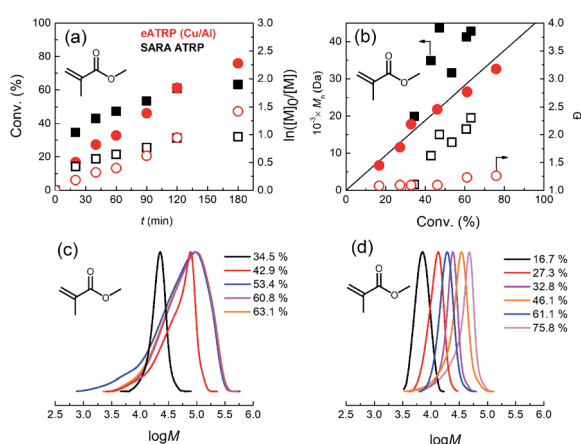 (a)
eATRP (Cu/Al)
SARA ATRP
100
80
60
40
20
0
Conv. (%)
3.0
2.5
2.0
1.5
1.0
0.5
0.0
ln([M]0/[M])
0 30 60 90 120 150 180
t (min)
O
O
(b)
40
30
20
10
0
10-3× Mn (Da)
4.0
3.5
3.0
2.5
2.0
1.5
1.0
Đ
0 20 40 60 80 100
Conv. (%)
O
O
(c)
34.5 %
42.9 %
53.4 %
60.8 %
63.1 %
O
O
2.5 3.0 3.5 4.0 4.5 5.0 5.5 6.0
logM
(d)
16.7 %
27.3 %
32.8 %
46.1 %
61.1 %
75.8 %
O
O
2.5 3.0 3.5 4.0 4.5 5.0 5.5 6.0
logM